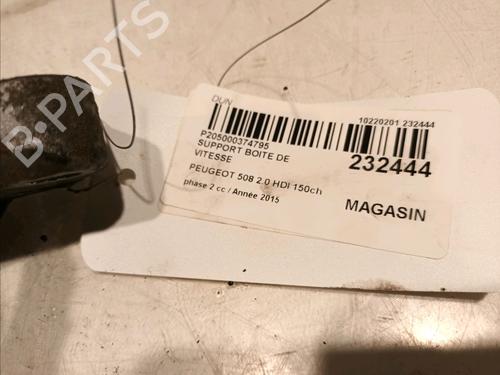 B-PARTS
DUN
10220201 232444
P205000374795
SUPPORT BOITE DE
VITESSE
232444
PEUGEOT 508 2.0 HDI 150ch
phase 2 cc / Année 2015
MAGASIN